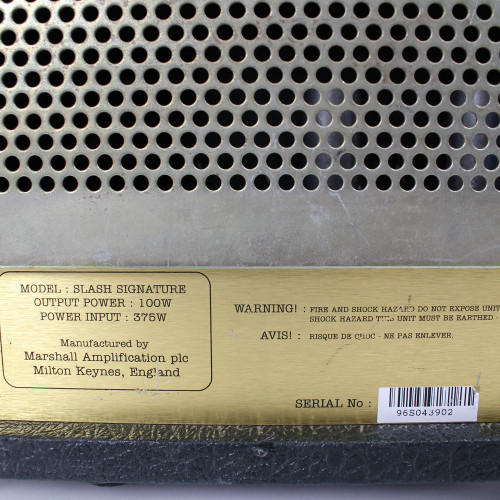 MODEL : SLASH SIGNATURE
OUTPUT POWER : 100W
POWER INPUT : 375W
Manufactured by
Marshall Amplification plc
Milton Keynes, England
WARNING! : FIRE AND SHOCK HAZARD DO NOT EXPOSE UNIT
SHOCK HAZARD THIS UNIT MUST BE EARTHED -
AVIS! : RISQUE DE CHOC - NE PAS ENLEVER.
SERIAL No :
96S043902